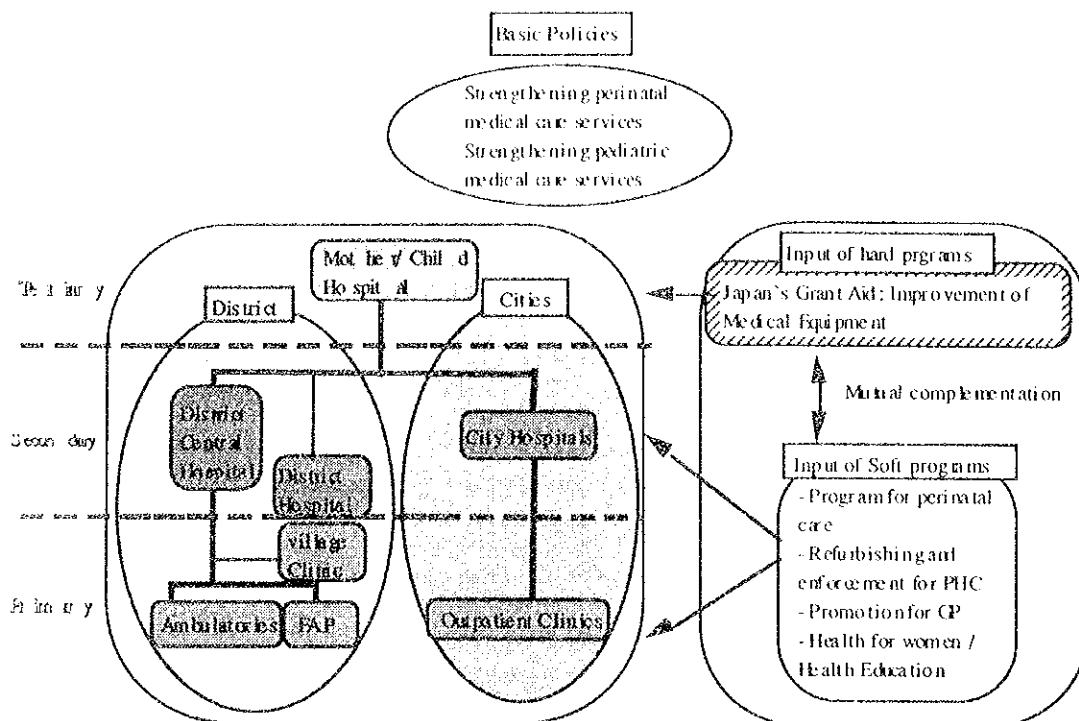 Basic Policies
Strengthening perinatal
medical care services
Strengthening pediatric
medical care services
Mother/ Child
Hospital
Tertiary
District
Cities
Input of hard prgrams
Japan's Grant Aid: Improvement of
Medical Equipment
Mutual complementation
District
Central
Hospital
Secondary
City Hospitals
District
Hospital
Input of Soft programs
- Program for perinatal
care
- Refurbishing and
enforcement for PHC
- Promotion for GP
- Health for women /
Health Education
village
Clinic
Primary
Ambulatories
FAP
Outpatient Clinics